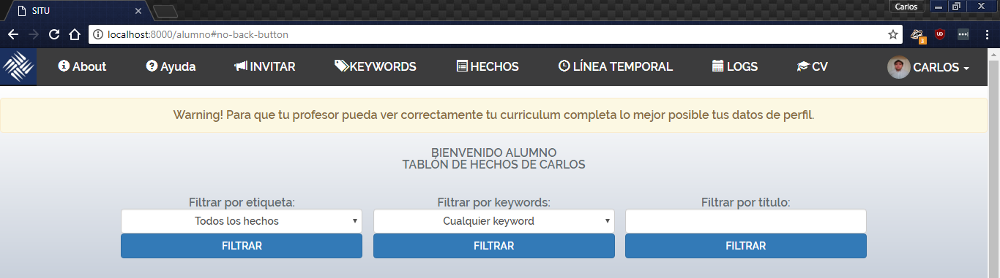 SITU
Carlos
localhost:8000/alumno#no-back-button
3
About Ayuda INVITAR KEYWORDS HECHOS LÍNEA TEMPORAL LOGS CV CARLOS
Warning! Para que tu profesor pueda ver correctamente tu curriculum completa lo mejor posible tus datos de perfil.
BIENVENIDO ALUMNO
TABLÓN DE HECHOS DE CARLOS
Filtrar por etiqueta: Filtrar por keywords: Filtrar por título:
Todos los hechos Cualquier keyword
FILTRAR FILTRAR FILTRAR